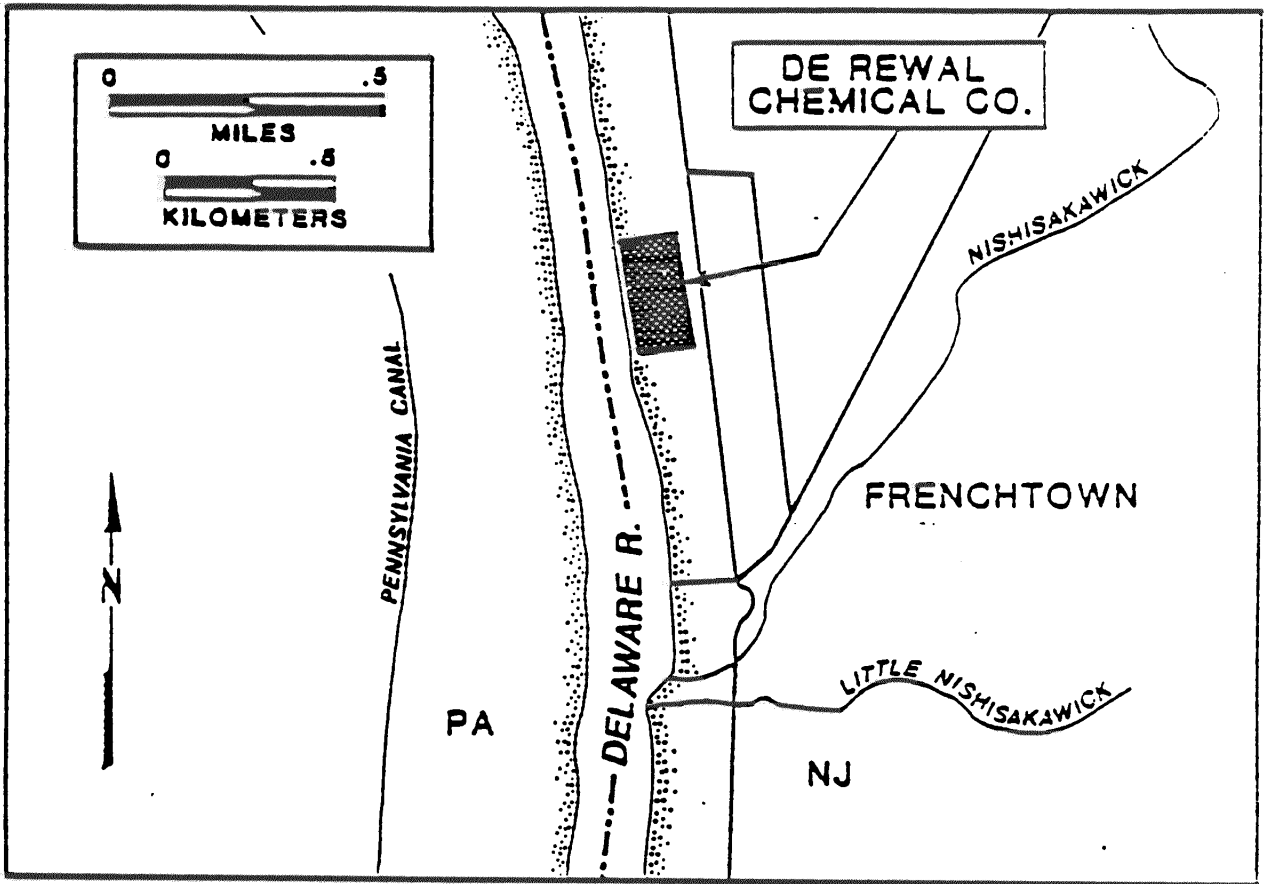 0 .5
MILES
0 .5
KILOMETERS
DE REWAL
CHEMICAL CO.
NISHISAKAWICK
PENNSYLVANIA CANAL
FRENCHTOWN
N
DELAWARE R.
LITTLE NISHISAKAWICK
PA
NJ